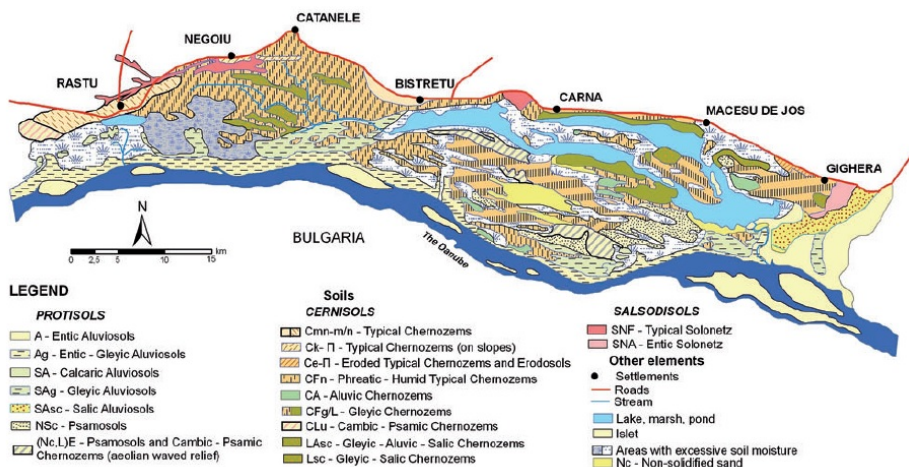 CATANELE
NEGOIU
RASTU
BISTRETU
CARNA
MACESU DE JOS
GIGHERA
N
0 2,5 5 10 15
km
BULGARIA
The Danube
LEGEND
Soils
PROTISOLS
A - Entic Aluviosols
Ag - Entic - Gleyic Aluviosols
SA - Calcaric Aluviosols
SAg - Gleyic Aluviosols
SAsc - Salic Aluviosols
NSc - Psamosols
(Nc,L)E - Psamosols and Cambic - Psamic
Chernozems (aeolian waved relief)
CERNISOLS
Cmn-m/n - Typical Chernozems
Ck- Π - Typical Chernozems (on slopes)
Ce-Π - Eroded Typical Chernozems and Erodosols
CFn - Phreatic - Humid Typical Chernozems
CA - Aluvic Chernozems
CFg/L - Gleyic Chernozems
CLu - Cambic - Psamic Chernozems
LAsc - Gleyic - Aluvic - Salic Chernozems
Lsc - Gleyic - Salic Chernozems
SALSODISOLS
SNF - Typical Solonetz
SNA - Entic Solonetz
Other elements
Settlements
Roads
Stream
Lake, marsh, pond
Islet
Areas with excessive soil moisture
Nc - Non-solidified sand